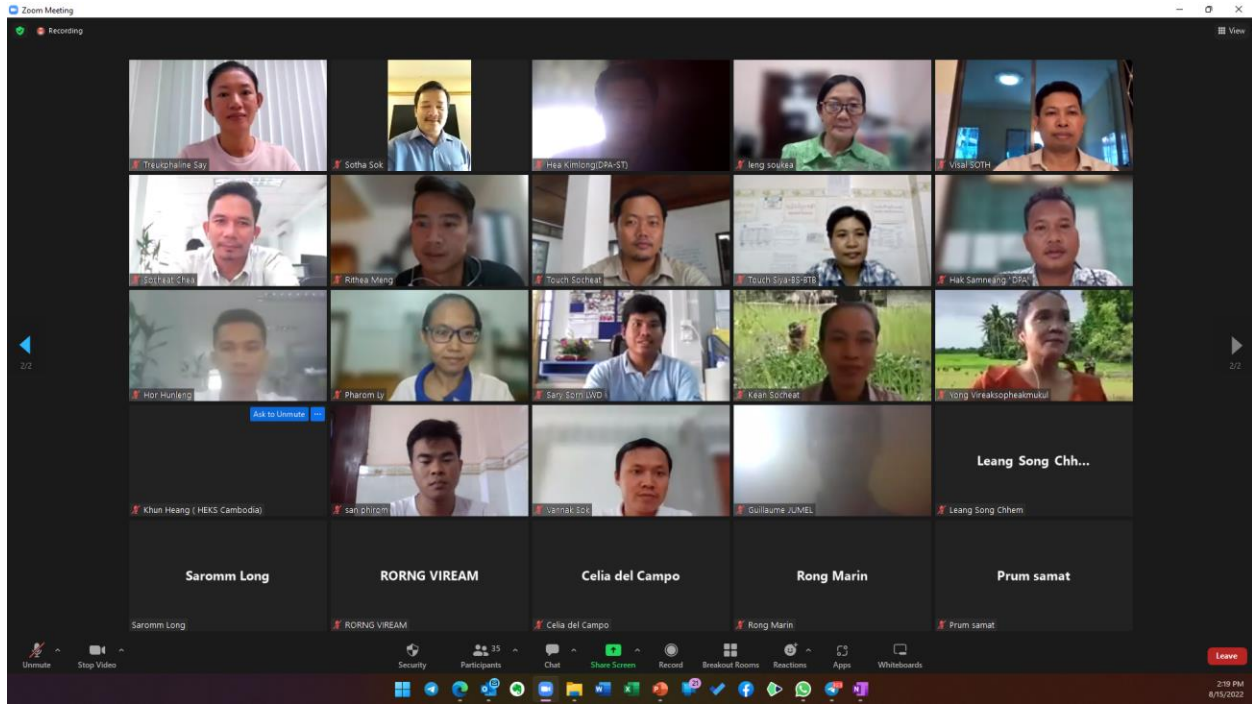 Zoom Meeting
Recording
View
Treukphaline Say
Sotha Sok
Hea Kimlong(DPA-ST)
leng soukea
Visal SOTH
Socheat Chea
Rithea Meng
Touch Socheat
Touch Siya-BS-BTB
Hak Samneang "DPA"
Hor Hunleng
Pharom Ly
Sary Sorn LWD
Kean Socheat
Yong Vireaksopheakmukul
2/2
2/2
Ask to Unmute
Khun Heang ( HEKS Cambodia)
san phirom
Vannak Sok
Guillaume JUMEL
Leang Song Chh...
Leang Song Chhem
Saromm Long
RORNG VIREAM
Celia del Campo
Rong Marin
Prum samat
Saromm Long
RORNG VIREAM
Celia del Campo
Rong Marin
Prum samat
Unmute
Stop Video
Security
Participants
35
Chat
Share Screen
Record
Breakout Rooms
Reactions
Apps
Whiteboards
Leave
21
2:19 PM
8/15/2022